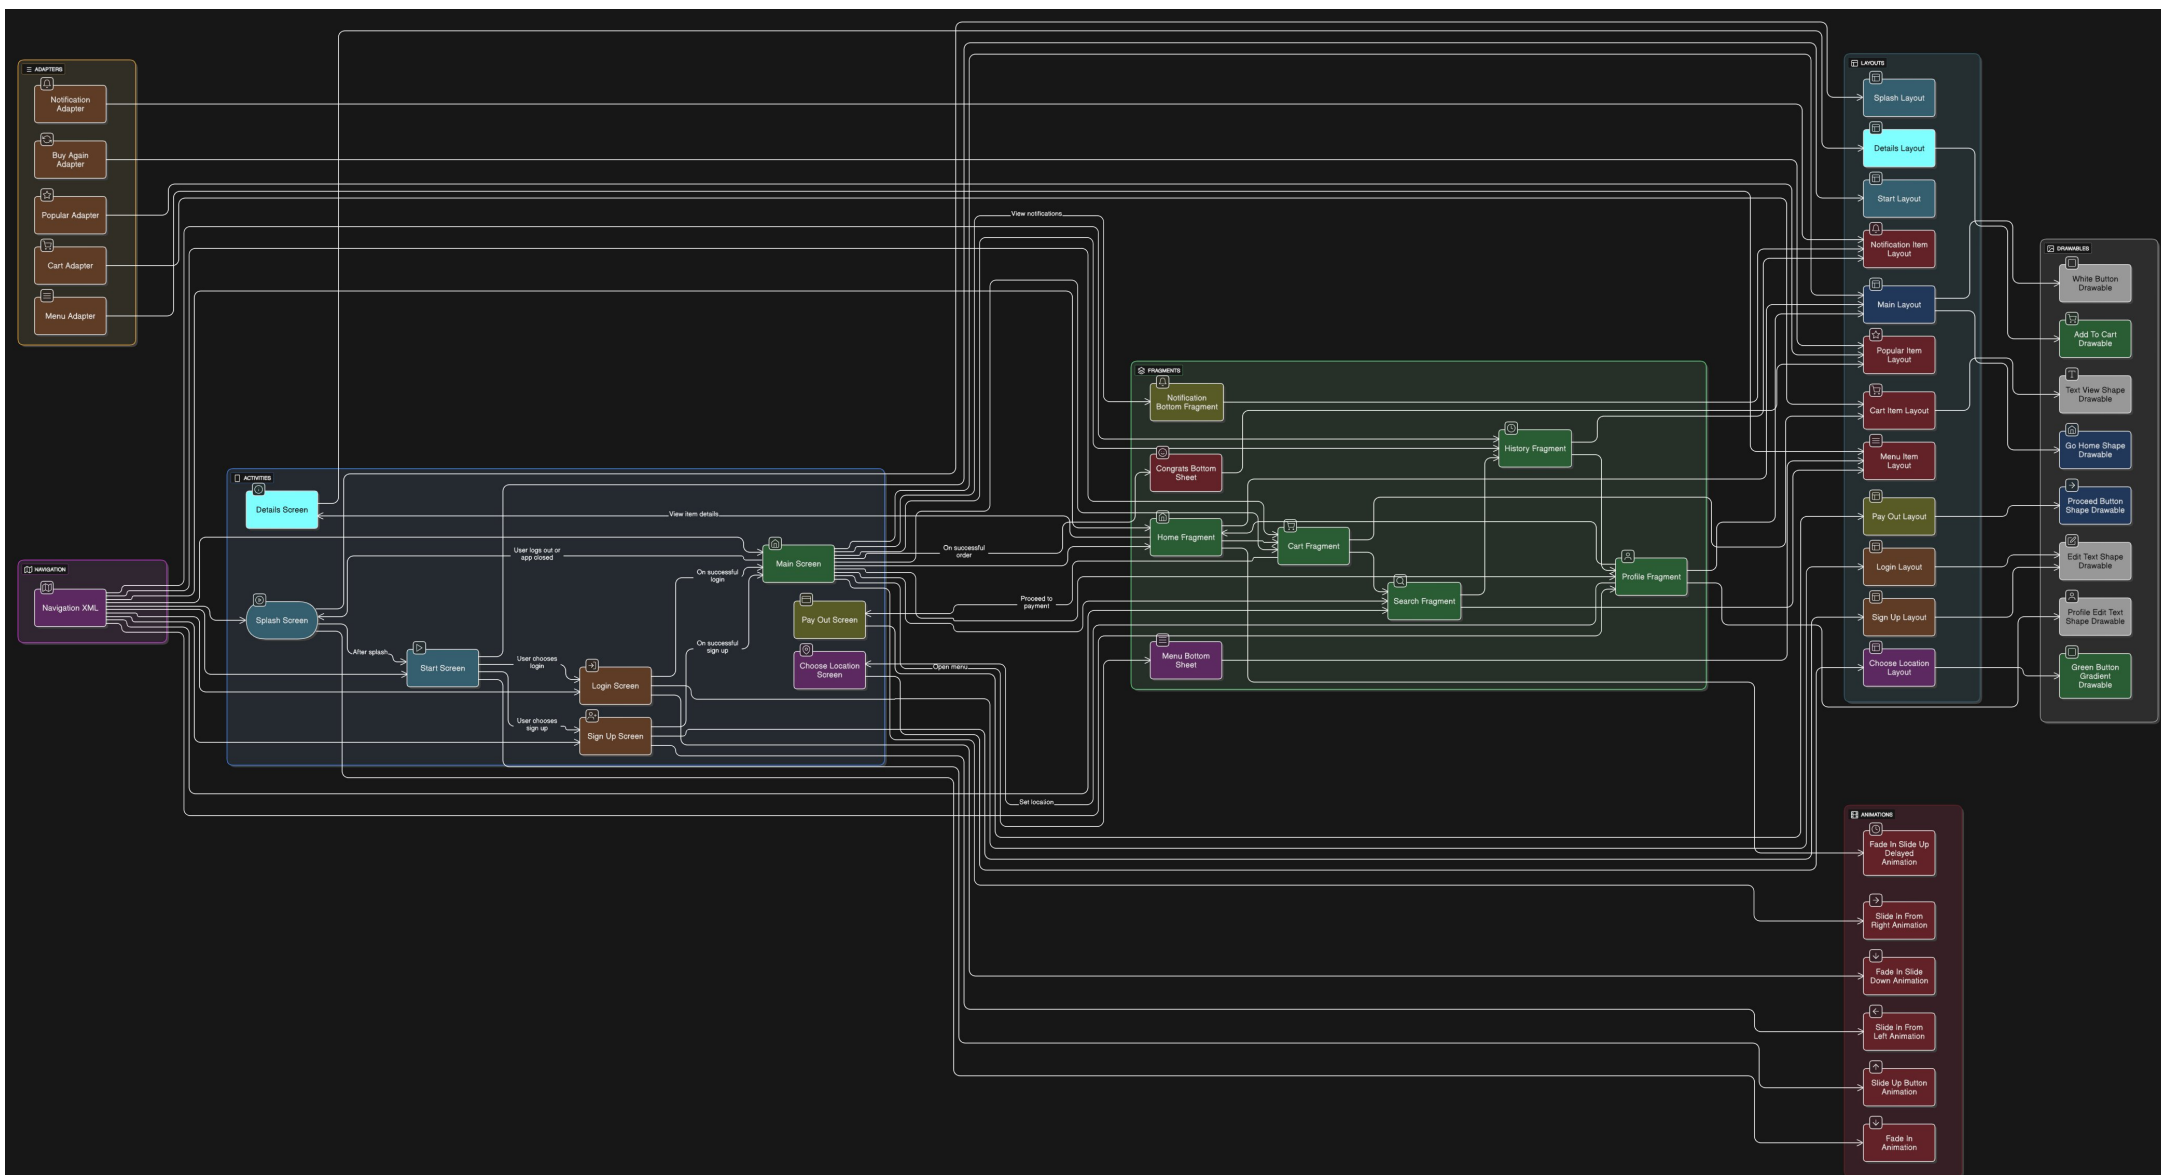 ADAPTERS
Notification
Adapter
Buy Again
Adapter
Popular Adapter
Cart Adapter
Menu Adapter
NAVIGATION
Navigation XML
ACTIVITIES
Details Screen
Splash Screen
After splash
Start Screen
User logs out or
app closed
User chooses
login
User chooses
sign up
Login Screen
Sign Up Screen
On successful
login
On successful
sign up
Main Screen
Pay Out Screen
Choose Location
Screen
View item details
View notifications
On successful
order
Proceed to
payment
Open menu
Set location
FRAGMENTS
Notification
Bottom Fragment
Congrats Bottom
Sheet
Home Fragment
Menu Bottom
Sheet
Cart Fragment
Search Fragment
History Fragment
Profile Fragment
LAYOUTS
Splash Layout
Details Layout
Start Layout
Notification Item
Layout
Main Layout
Popular Item
Layout
Cart Item Layout
Menu Item
Layout
Pay Out Layout
Login Layout
Sign Up Layout
Choose Location
Layout
DRAWABLES
White Button
Drawable
Add To Cart
Drawable
Text View Shape
Drawable
Go Home Shape
Drawable
Proceed Button
Shape Drawable
Edit Text Shape
Drawable
Profile Edit Text
Shape Drawable
Green Button
Gradient
Drawable
ANIMATIONS
Fade In Slide Up
Delayed
Animation
Slide In From
Right Animation
Fade In Slide
Down Animation
Slide In From
Left Animation
Slide Up Button
Animation
Fade In
Animation